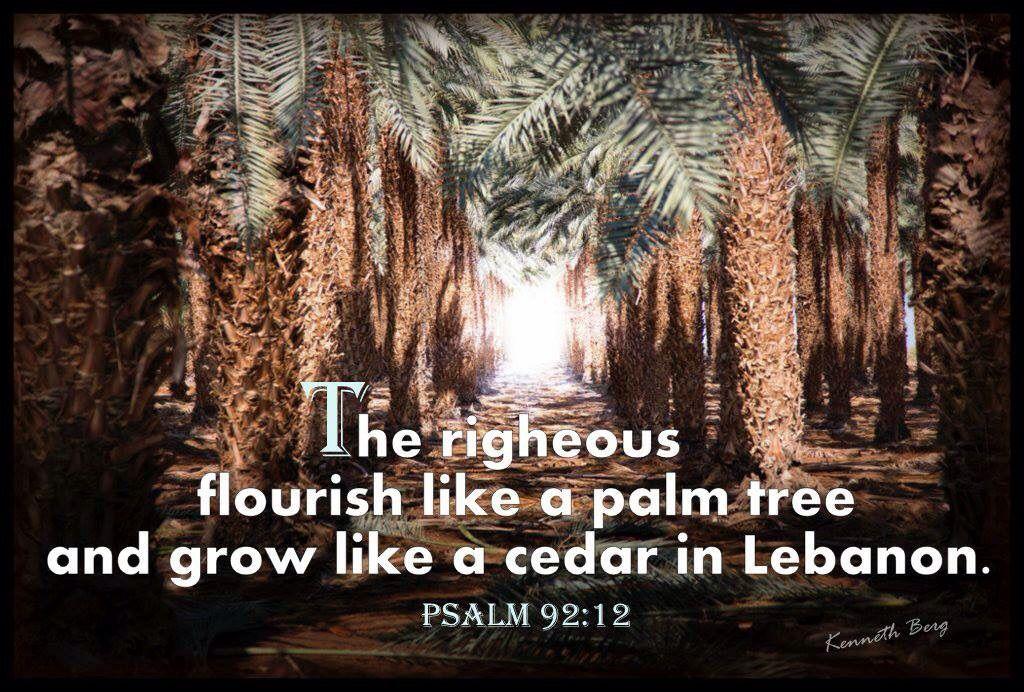 The righeous
flourish like a palm tree
and grow like a cedar in Lebanon.
PSALM 92:12
Kenneth Berg